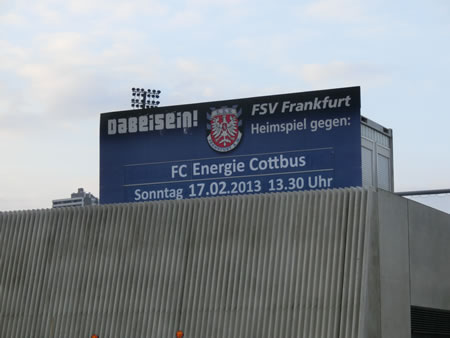 DABEISEIN!
FSV Frankfurt
Heimspiel gegen:
FC Energie Cottbus
Sonntag 17.02.2013 13.30 Uhr